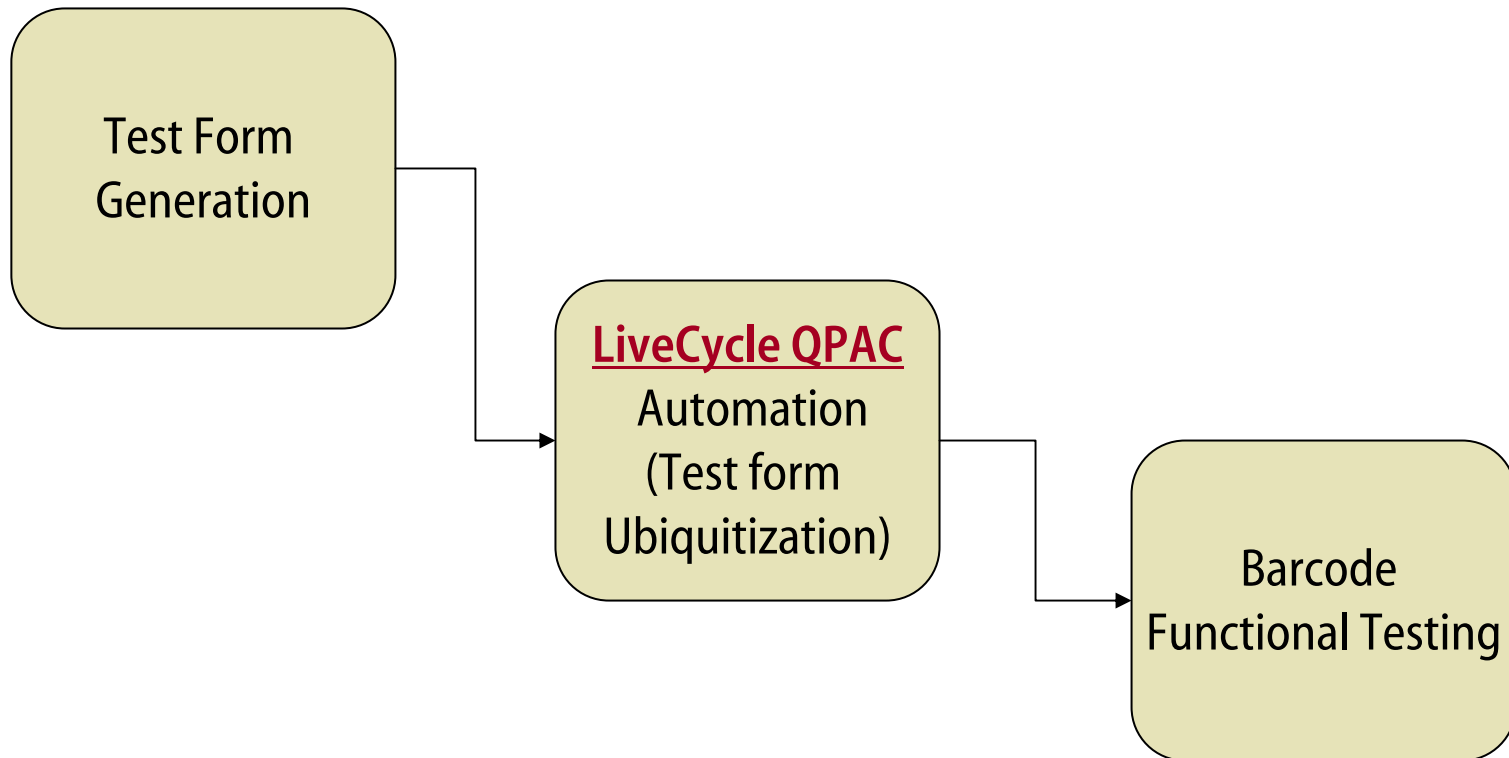 Test Form
Generation
LiveCycle QPAC
Automation
(Test form
Ubiquitization)
Barcode
Functional Testing